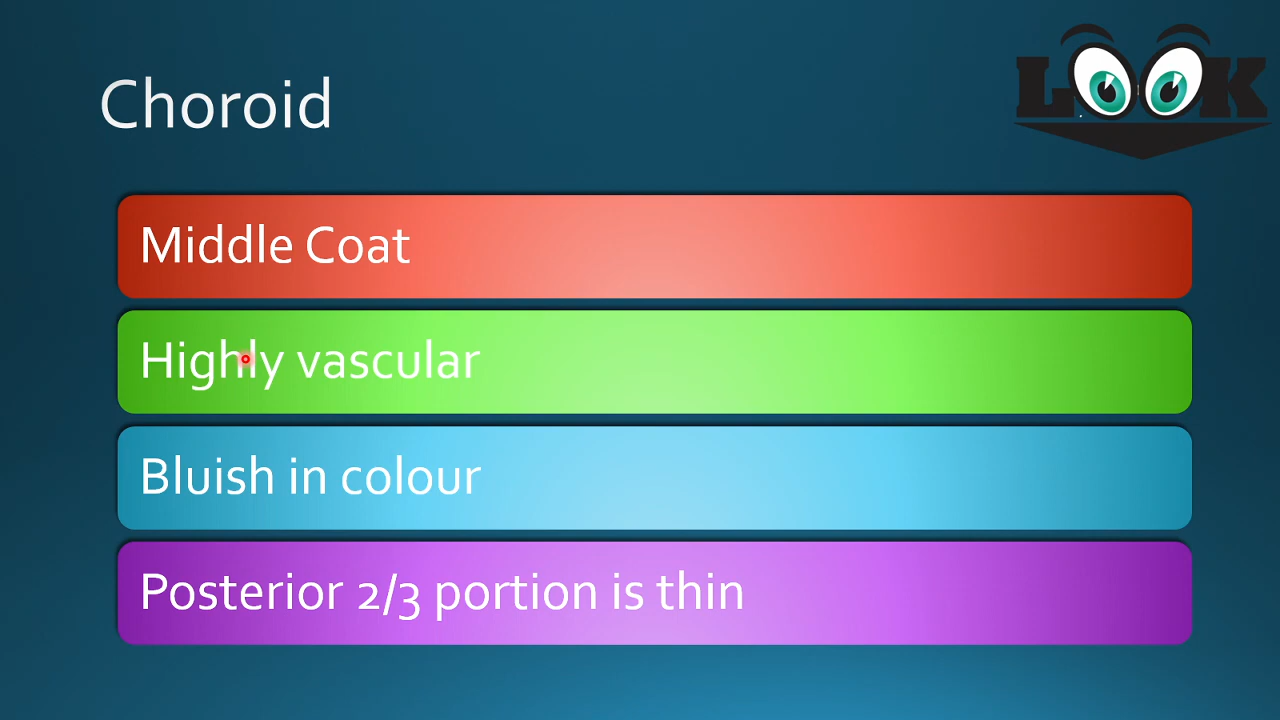 LOOK
Choroid
Middle Coat
Highly vascular
Bluish in colour
Posterior 2/3 portion is thin